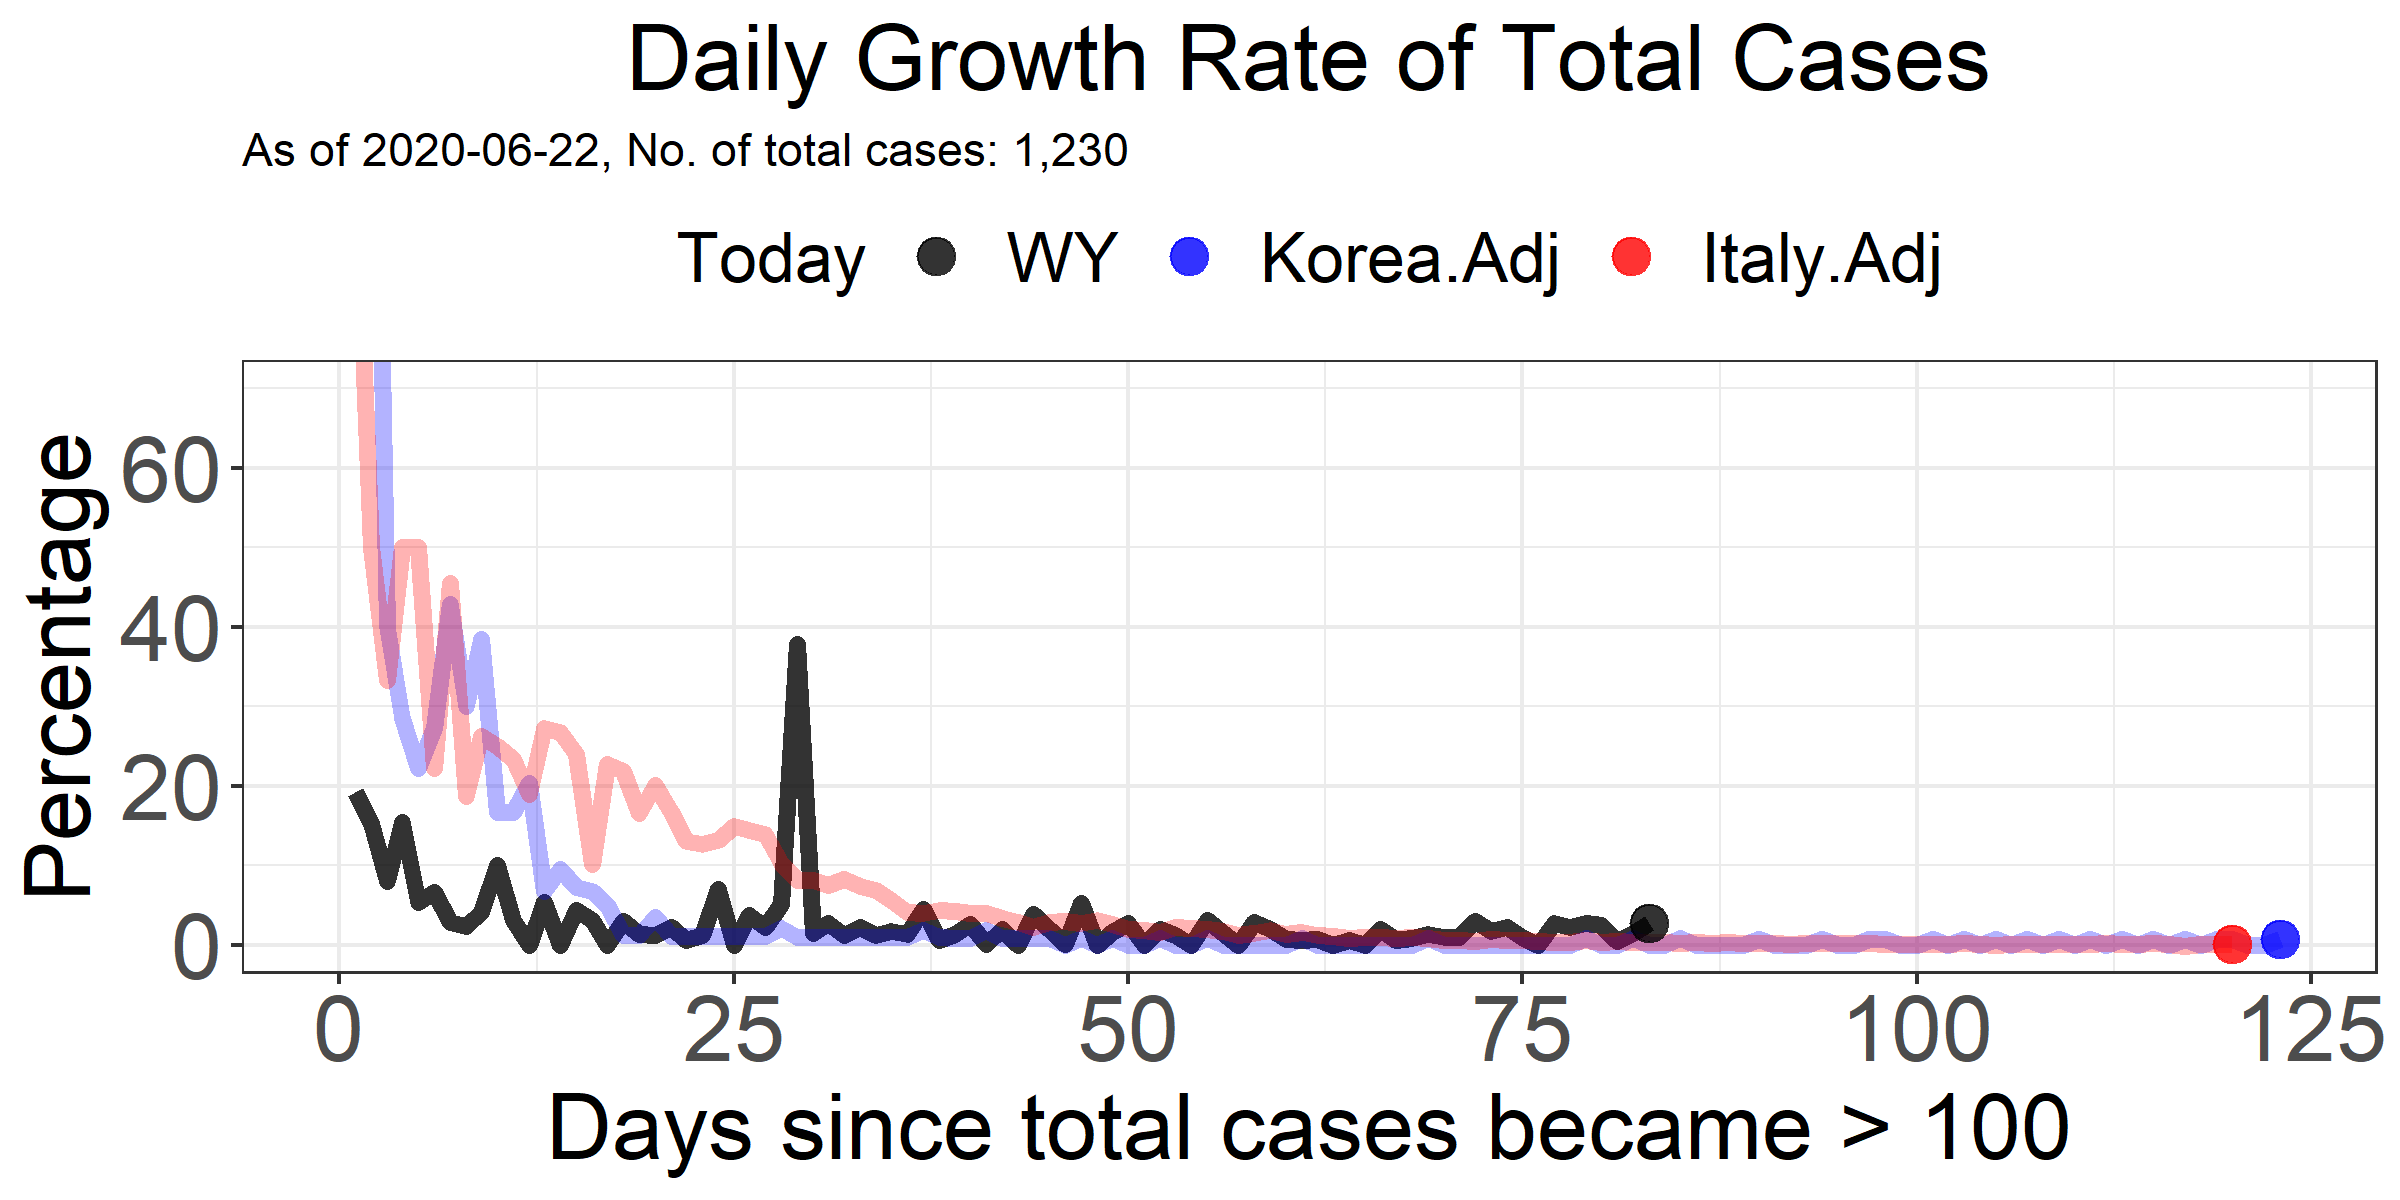 Daily Growth Rate of Total Cases
As of 2020-06-22, No. of total cases: 1,230
Today WY Korea.Adj Italy.Adj
Percentage
60
40
20
0
0 25 50 75 100 125
Days since total cases became > 100